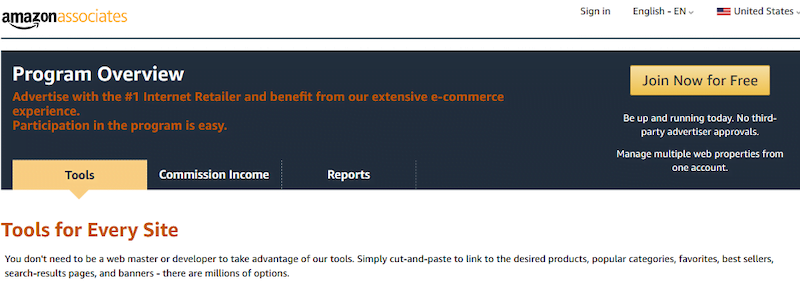 amazonassociates
Sign in
English - EN
United States
Program Overview
Advertise with the #1 Internet Retailer and benefit from our extensive e-commerce
experience.
Participation in the program is easy.
Join Now for Free
Be up and running today. No third-
party advertiser approvals.
Manage multiple web properties from
one account.
Tools
Commission Income
Reports
Tools for Every Site
You don't need to be a web master or developer to take advantage of our tools. Simply cut-and-paste to link to the desired products, popular categories, favorites, best sellers,
search-results pages, and banners - there are millions of options.